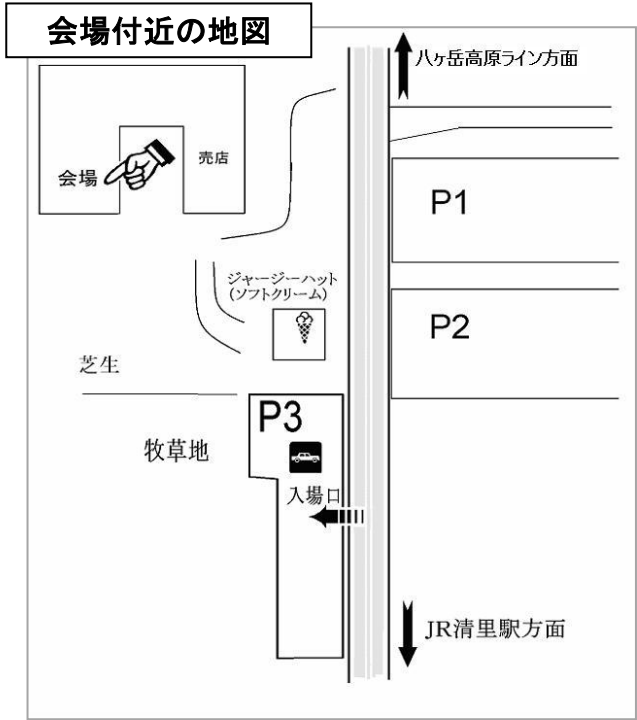 会場付近の地図
八ヶ岳高原ライン方面
会場
売店
P1
ジャージーハット
(ソフトクリーム)
P2
芝生
P3
牧草地
入場口
JR清里駅方面